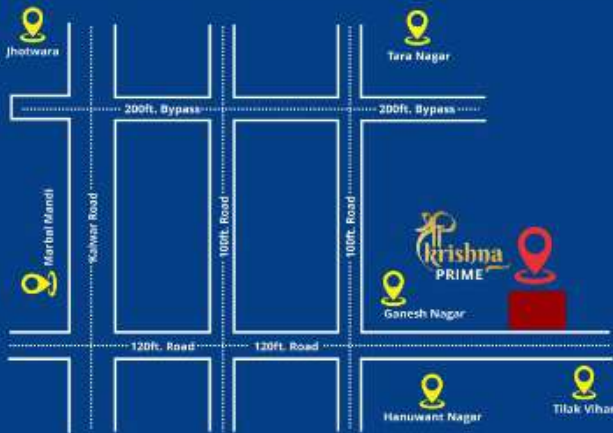 Jhotwara
Tara Nagar
200ft. Bypass
200ft. Bypass
Marbal Mandi
Kalwar Road
100ft. Road
100ft. Road
श्री
krishna
PRIME
Ganesh Nagar
120ft. Road
120ft. Road
Hanuwant Nagar
Tilak Vihar